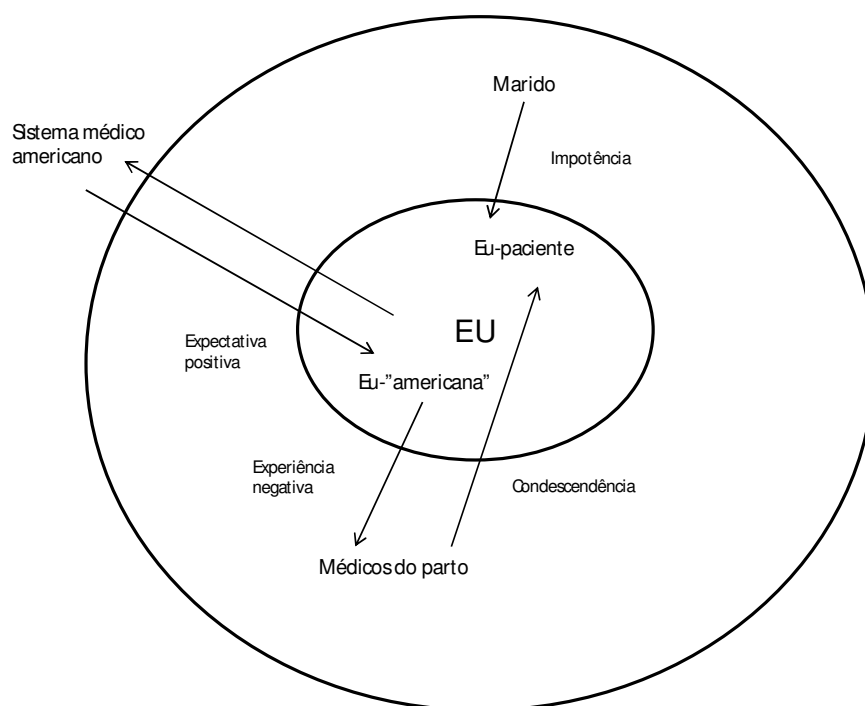 Marido
Sistema médico
americano
Impotência
Eu-paciente
EU
Expectativa
positiva
Eu-”americana”
Experiência
negativa
Condescendência
Médicos do parto